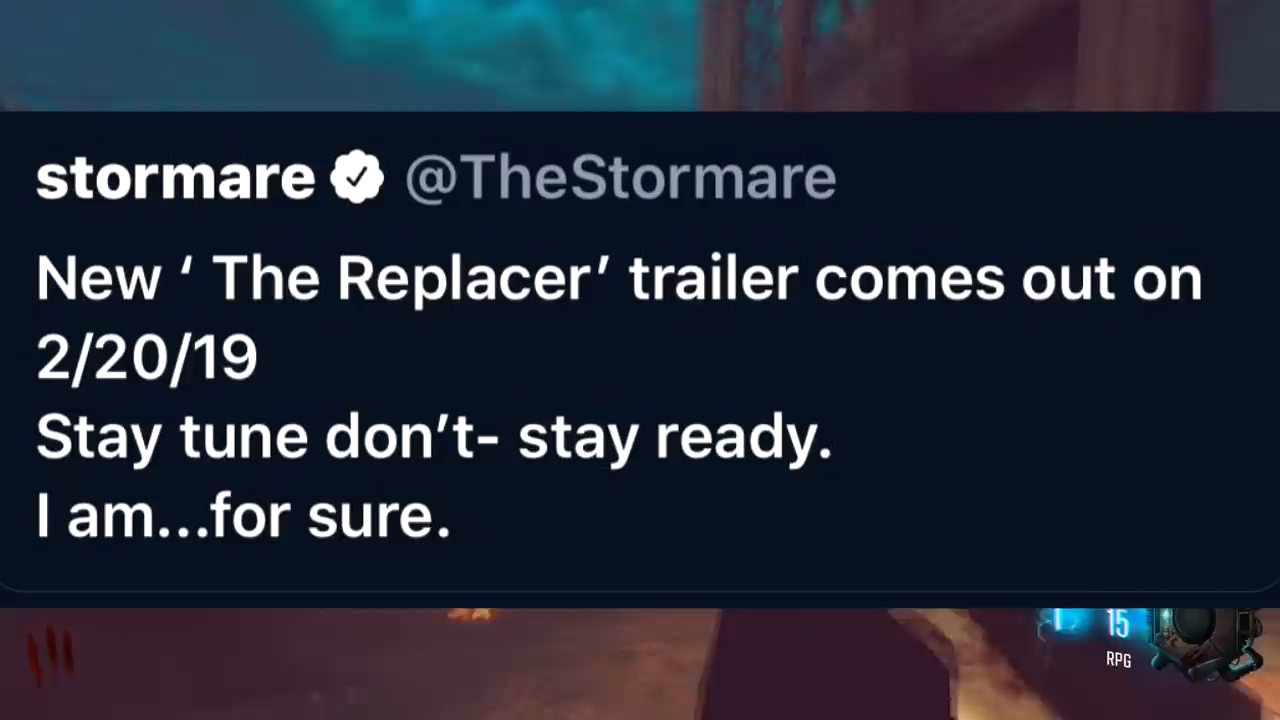 stormare @TheStormare
New ‘ The Replacer’ trailer comes out on
2/20/19
Stay tune don’t- stay ready.
I am...for sure.
15
RPG